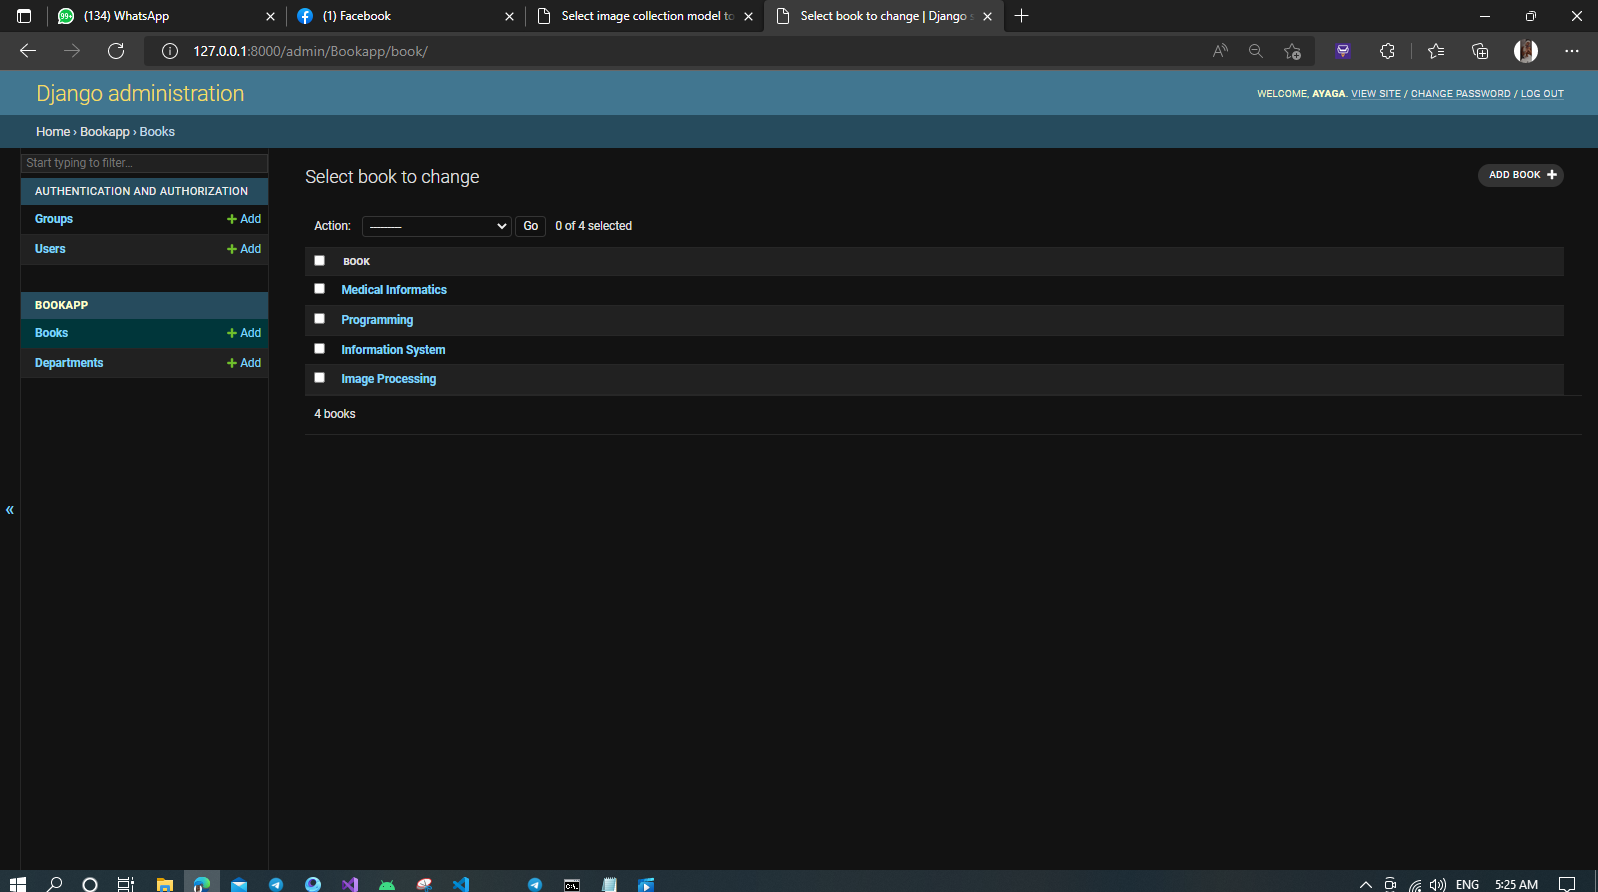 (134) WhatsApp
(1) Facebook
Select image collection model to
Select book to change | Django s
127.0.0.1:8000/admin/Bookapp/book/
Django administration
WELCOME, AYAGA. VIEW SITE / CHANGE PASSWORD / LOG OUT
Home › Bookapp › Books
Start typing to filter...
AUTHENTICATION AND AUTHORIZATION
Groups + Add
Users + Add
BOOKAPP
Books + Add
Departments + Add
«
Select book to change
ADD BOOK +
Action: --------- Go 0 of 4 selected
BOOK
Medical Informatics
Programming
Information System
Image Processing
4 books
ENG 5:25 AM